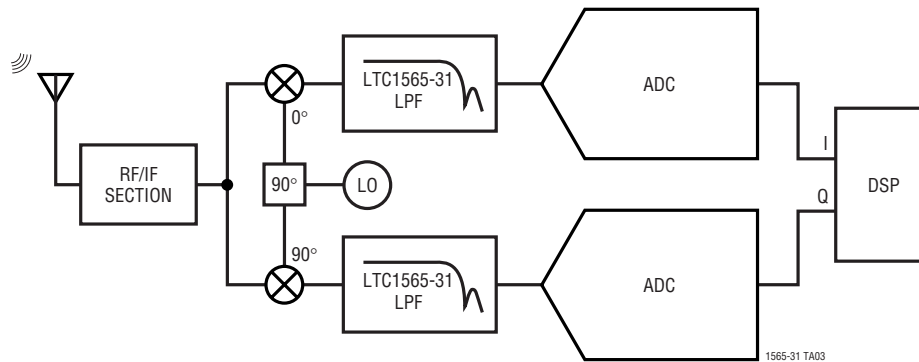 RF/IF
SECTION
0°
90°
LO
90°
LTC1565-31
LPF
ADC
LTC1565-31
LPF
ADC
I
Q
DSP
1565-31 TA03